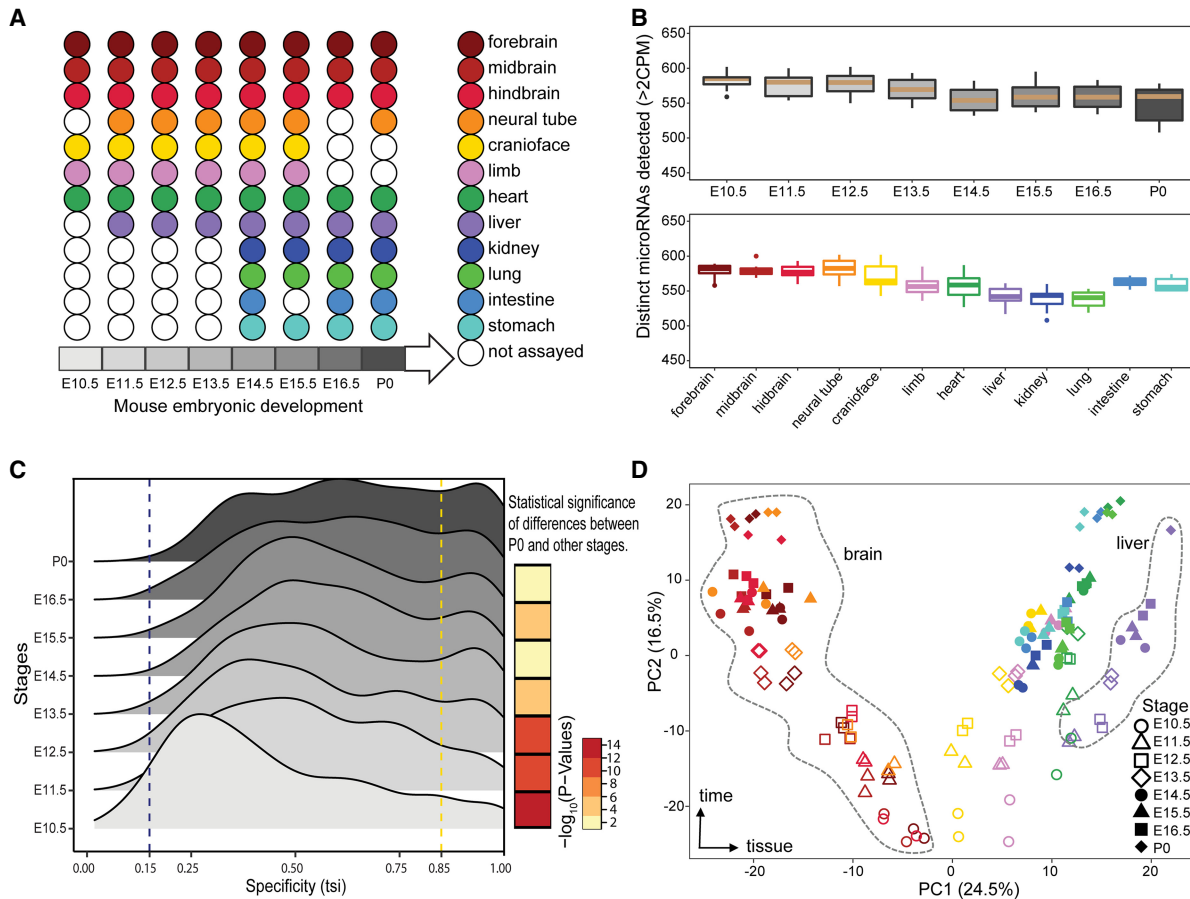 A
forebrain
midbrain
hindbrain
neural tube
cranioface
limb
heart
liver
kidney
lung
intestine
stomach
not assayed
E10.5 E11.5 E12.5 E13.5 E14.5 E15.5 E16.5 P0
Mouse embryonic development
B
Distinct microRNAs detected (>2CPM)
650
600
550
500
450
E10.5 E11.5 E12.5 E13.5 E14.5 E15.5 E16.5 P0
650
600
550
500
450
forebrain midbrain hidbrain neural tube cranioface limb heart liver kidney lung intestine stomach
C
Stages
P0
E16.5
E15.5
E14.5
E13.5
E12.5
E11.5
E10.5
0.00 0.15 0.25 0.50 0.75 0.85 1.00
Specificity (tsi)
Statistical significance
of differences between
P0 and other stages.
−log10(P−Values)
14
12
10
8
6
4
2
D
PC2 (16.5%)
20
10
0
-10
-20
brain
liver
time
tissue
Stage
E10.5
E11.5
E12.5
E13.5
E14.5
E15.5
E16.5
P0
-20 -10 0 10 20
PC1 (24.5%)